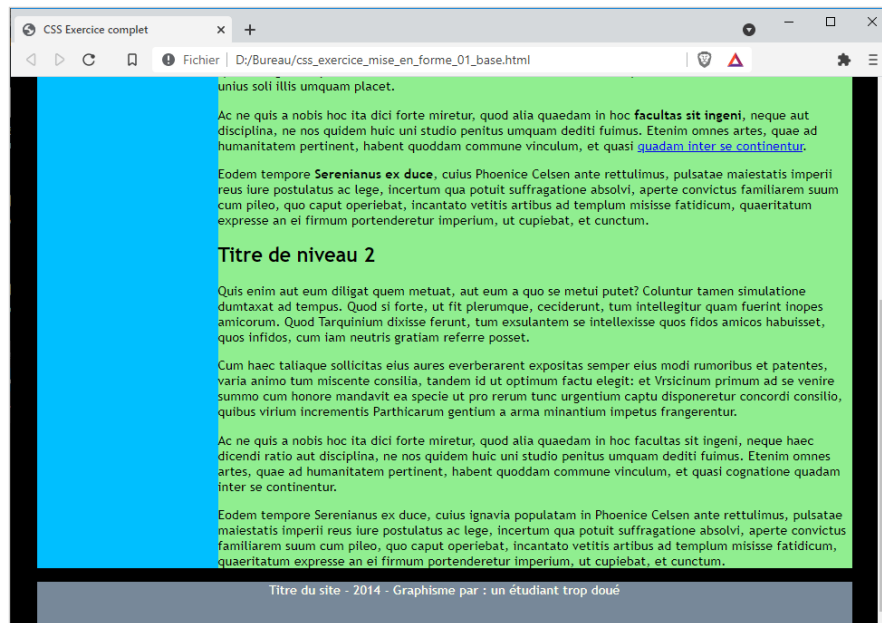 CSS Exercice complet
Fichier D:/Bureau/css_exercice_mise_en_forme_01_base.html
unius soli illis umquam placet.
Ac ne quis a nobis hoc ita dici forte miretur, quod alia quaedam in hoc facultas sit ingeni, neque aut
disciplina, ne nos quidem huic uni studio penitus umquam dediti fuimus. Etenim omnes artes, quae ad
humanitatem pertinent, habent quoddam commune vinculum, et quasi quadam inter se continentur.
Eodem tempore Serenianus ex duce, cuius Phoenice Celsen ante rettulimus, pulsatae maiestatis imperii
reus iure postulatus ac lege, incertum qua potuit suffragatione absolvi, aperte convictus familiarem suum
cum pileo, quo caput operiebat, incantato vetitis artibus ad templum misisse fatidicum, quaeritatum
expresse an ei firmum portenderetur imperium, ut cupiebat, et cunctum.
Titre de niveau 2
Quis enim aut eum diligat quem metuat, aut eum a quo se metui putet? Coluntur tamen simulatione
dumtaxat ad tempus. Quod si forte, ut fit plerumque, ceciderunt, tum intellegitur quam fuerint inopes
amicorum. Quod Tarquinium dixisse ferunt, tum exsulantem se intellexisse quos fidos amicos habuisset,
quos infidos, cum iam neutris gratiam referre posset.
Cum haec taliaque sollicitas eius aures everberarent expositas semper eius modi rumoribus et patentes,
varia animo tum miscente consilia, tandem id ut optimum factu elegit: et Vrsicinum primum ad se venire
summo cum honore mandavit ea specie ut pro rerum tunc urgentium captu disponeretur concordi consilio,
quibus virium incrementis Parthicarum gentium a arma minantium impetus frangerentur.
Ac ne quis a nobis hoc ita dici forte miretur, quod alia quaedam in hoc facultas sit ingeni, neque haec
dicendi ratio aut disciplina, ne nos quidem huic uni studio penitus umquam dediti fuimus. Etenim omnes
artes, quae ad humanitatem pertinent, habent quoddam commune vinculum, et quasi cognatione quadam
inter se continentur.
Eodem tempore Serenianus ex duce, cuius ignavia populatam in Phoenice Celsen ante rettulimus, pulsatae
maiestatis imperii reus iure postulatus ac lege, incertum qua potuit suffragatione absolvi, aperte convictus
familiarem suum cum pileo, quo caput operiebat, incantato vetitis artibus ad templum misisse fatidicum,
quaeritatum expresse an ei firmum portenderetur imperium, ut cupiebat, et cunctum.
Titre du site - 2014 - Graphisme par : un étudiant trop doué